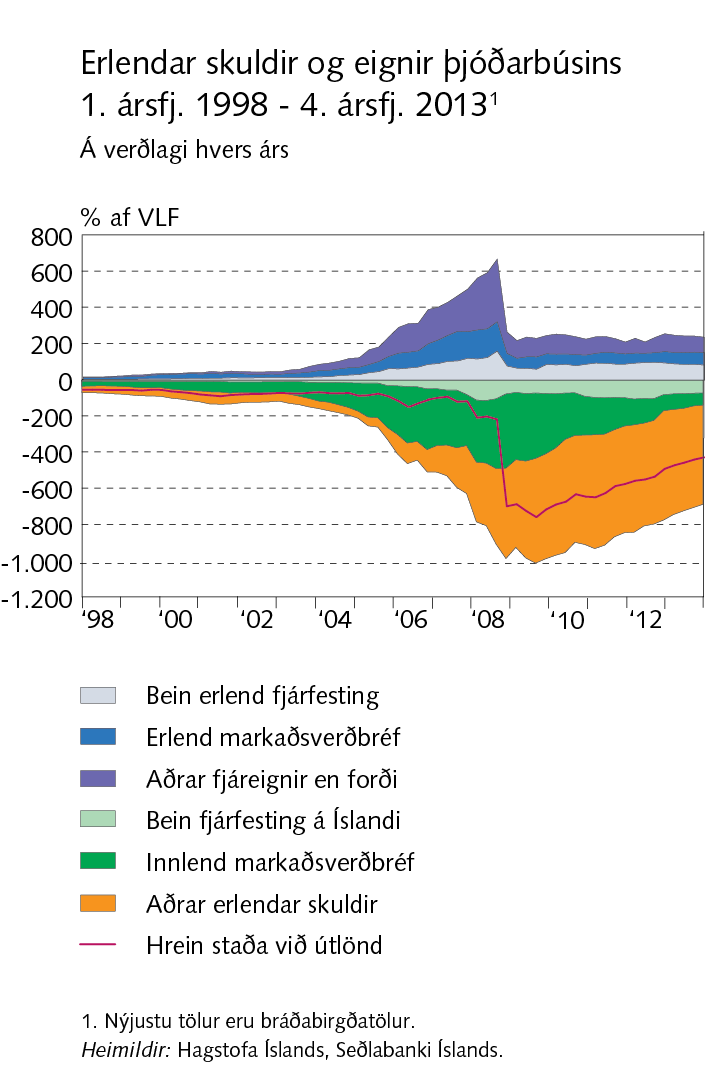 Erlendar skuldir og eignir þjóðarbúsins
1. ársfj. 1998 - 4. ársfj. 2013¹
Á verðlagi hvers árs
% af VLF
800
600
400
200
0
-200
-400
-600
-800
-1.000
-1.200
‘98 ‘00 ‘02 ‘04 ‘06 ‘08 ‘10 ‘12
Bein erlend fjárfesting
Erlend markaðsverðbréf
Aðrar fjáreignir en forði
Bein fjárfesting á Íslandi
Innlend markaðsverðbréf
Aðrar erlendar skuldir
Hrein staða við útlönd
1. Nýjustu tölur eru bráðabirgðatölur.
Heimildir: Hagstofa Íslands, Seðlabanki Íslands.